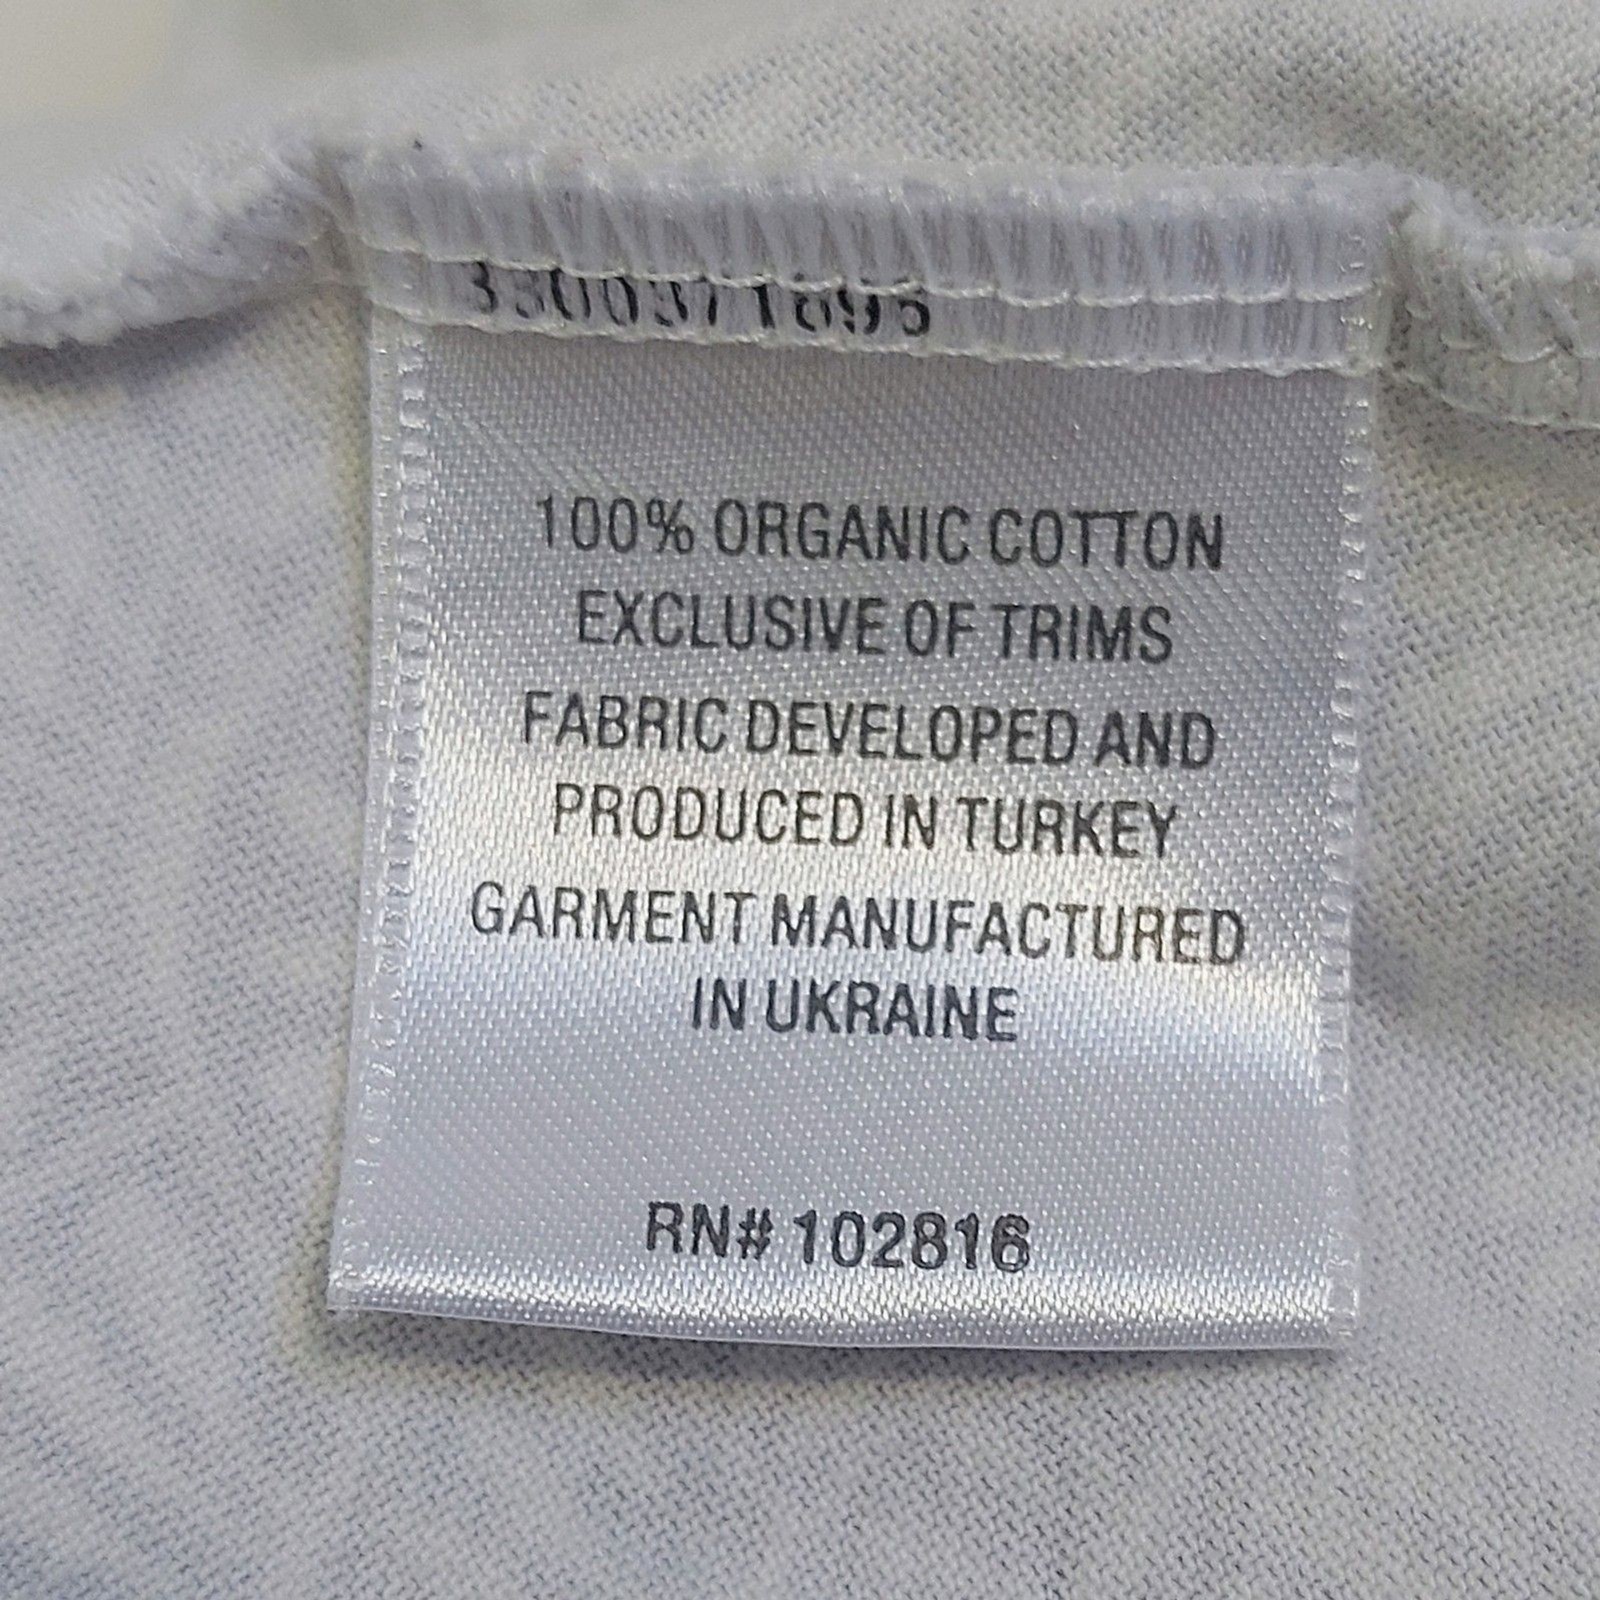 100% ORGANIC COTTON
EXCLUSIVE OF TRIMS
FABRIC DEVELOPED AND
PRODUCED IN TURKEY
GARMENT MANUFACTURED
IN UKRAINE
RN# 102816